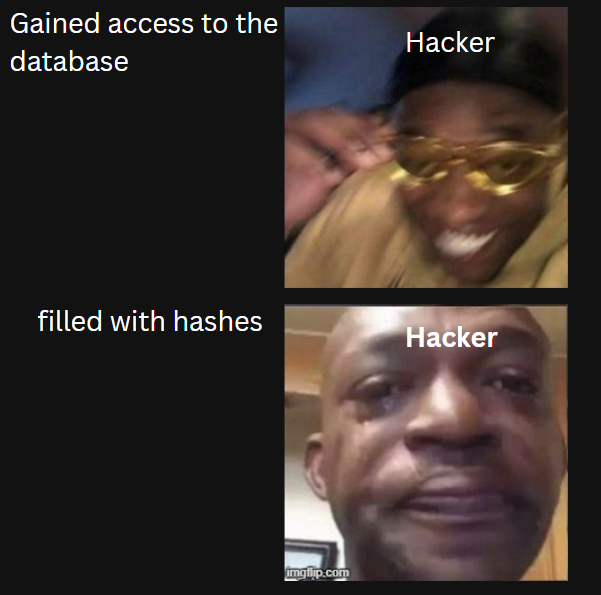 Gained access to the
database
Hacker
filled with hashes
Hacker
imgflip.com